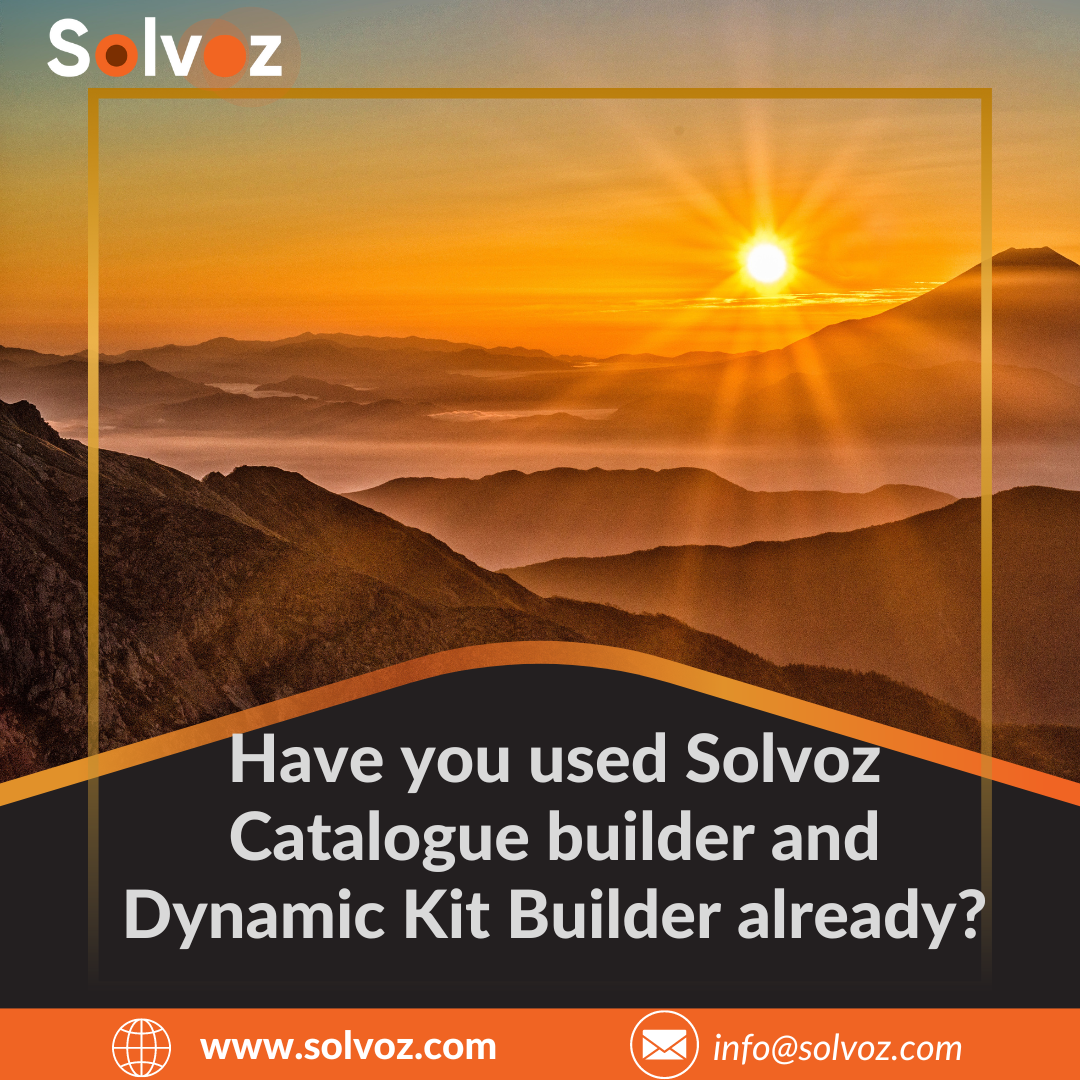 Solvoz
Have you used Solvoz
Catalogue builder and
Dynamic Kit Builder already?
www.solvoz.com
info@solvoz.com